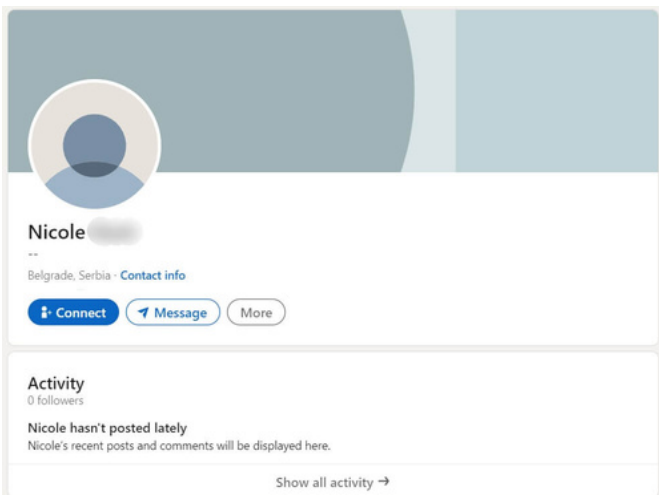 Nicole
--
Belgrade, Serbia · Contact info
Connect Message More
Activity
0 followers
Nicole hasn't posted lately
Nicole's recent posts and comments will be displayed here.
Show all activity →